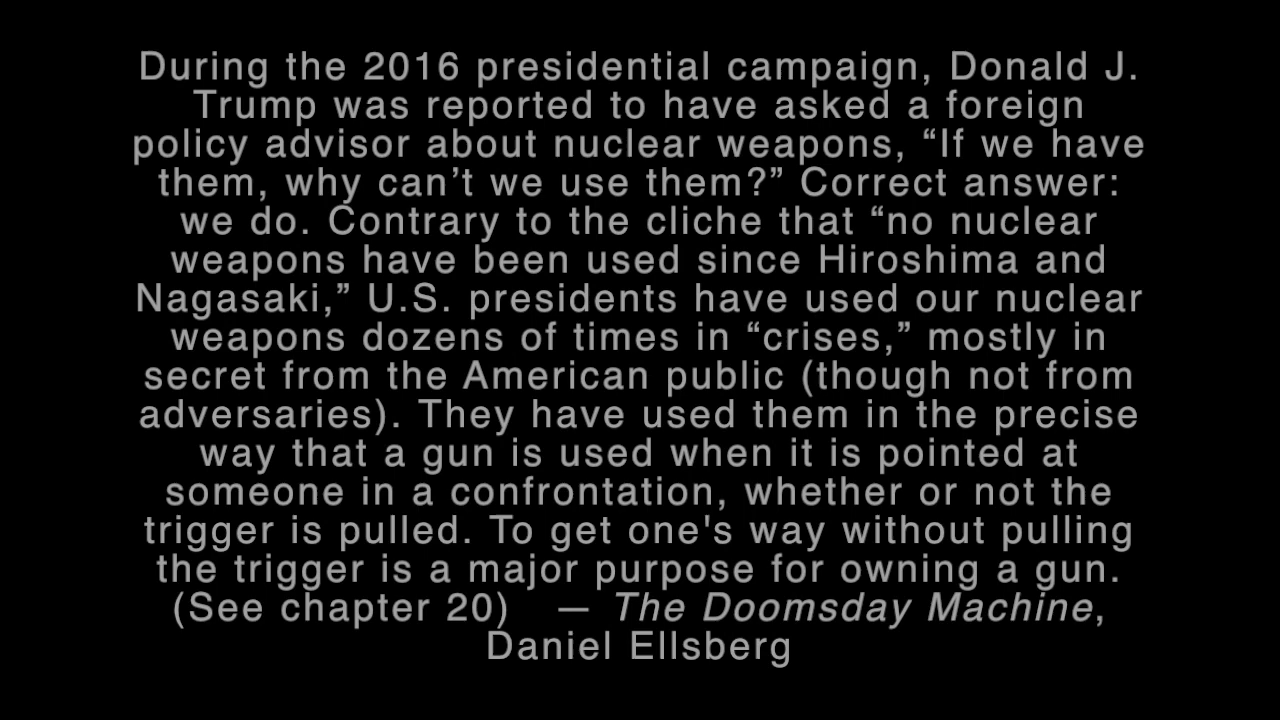 During the 2016 presidential campaign, Donald J.
Trump was reported to have asked a foreign
policy advisor about nuclear weapons, “If we have
them, why can’t we use them?” Correct answer:
we do. Contrary to the cliche that “no nuclear
weapons have been used since Hiroshima and
Nagasaki,” U.S. presidents have used our nuclear
weapons dozens of times in “crises,” mostly in
secret from the American public (though not from
adversaries). They have used them in the precise
way that a gun is used when it is pointed at
someone in a confrontation, whether or not the
trigger is pulled. To get one's way without pulling
the trigger is a major purpose for owning a gun.
(See chapter 20) — The Doomsday Machine,
Daniel Ellsberg